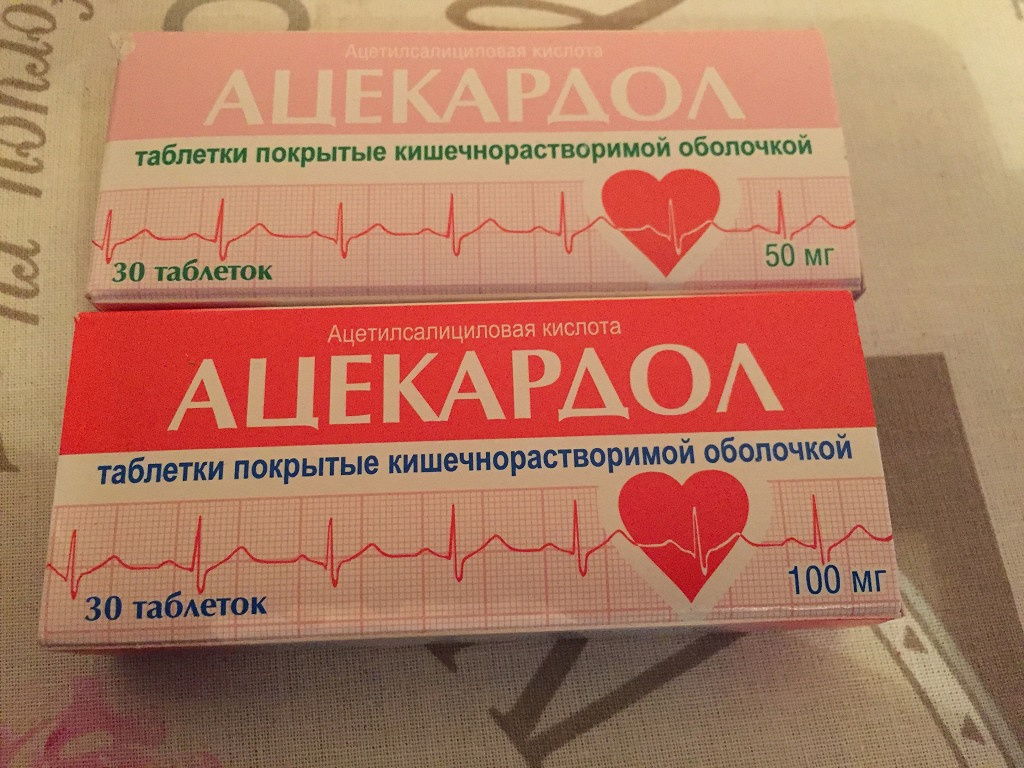 Ацетилсалициловая кислота
АЦЕКАРДОЛ
таблетки покрытые кишечнорастворимой оболочкой
30 таблеток
50 мг
Ацетилсалициловая кислота
АЦЕКАРДОЛ
таблетки покрытые кишечнорастворимой оболочкой
30 таблеток
100 мг